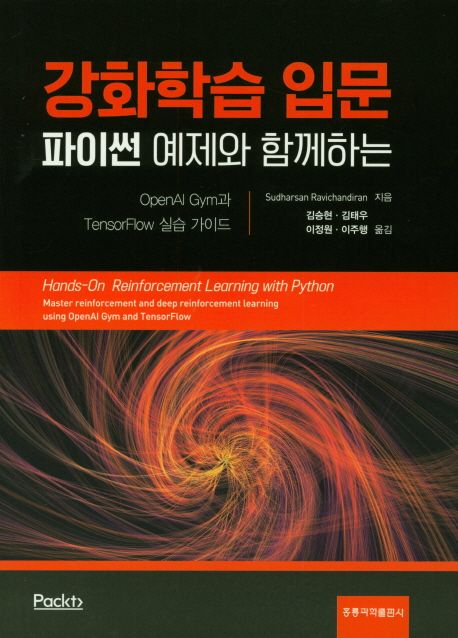 강화학습 입문
파이썬 예제와 함께하는
OpenAI Gym과
TensorFlow 실습 가이드
Sudharsan Ravichandiran 지음
김승현 · 김태우
이정원 · 이주행 옮김
Hands-On Reinforcement Learning with Python
Master reinforcement and deep reinforcement learning
using OpenAI Gym and TensorFlow
Packt>
홍릉과학출판사